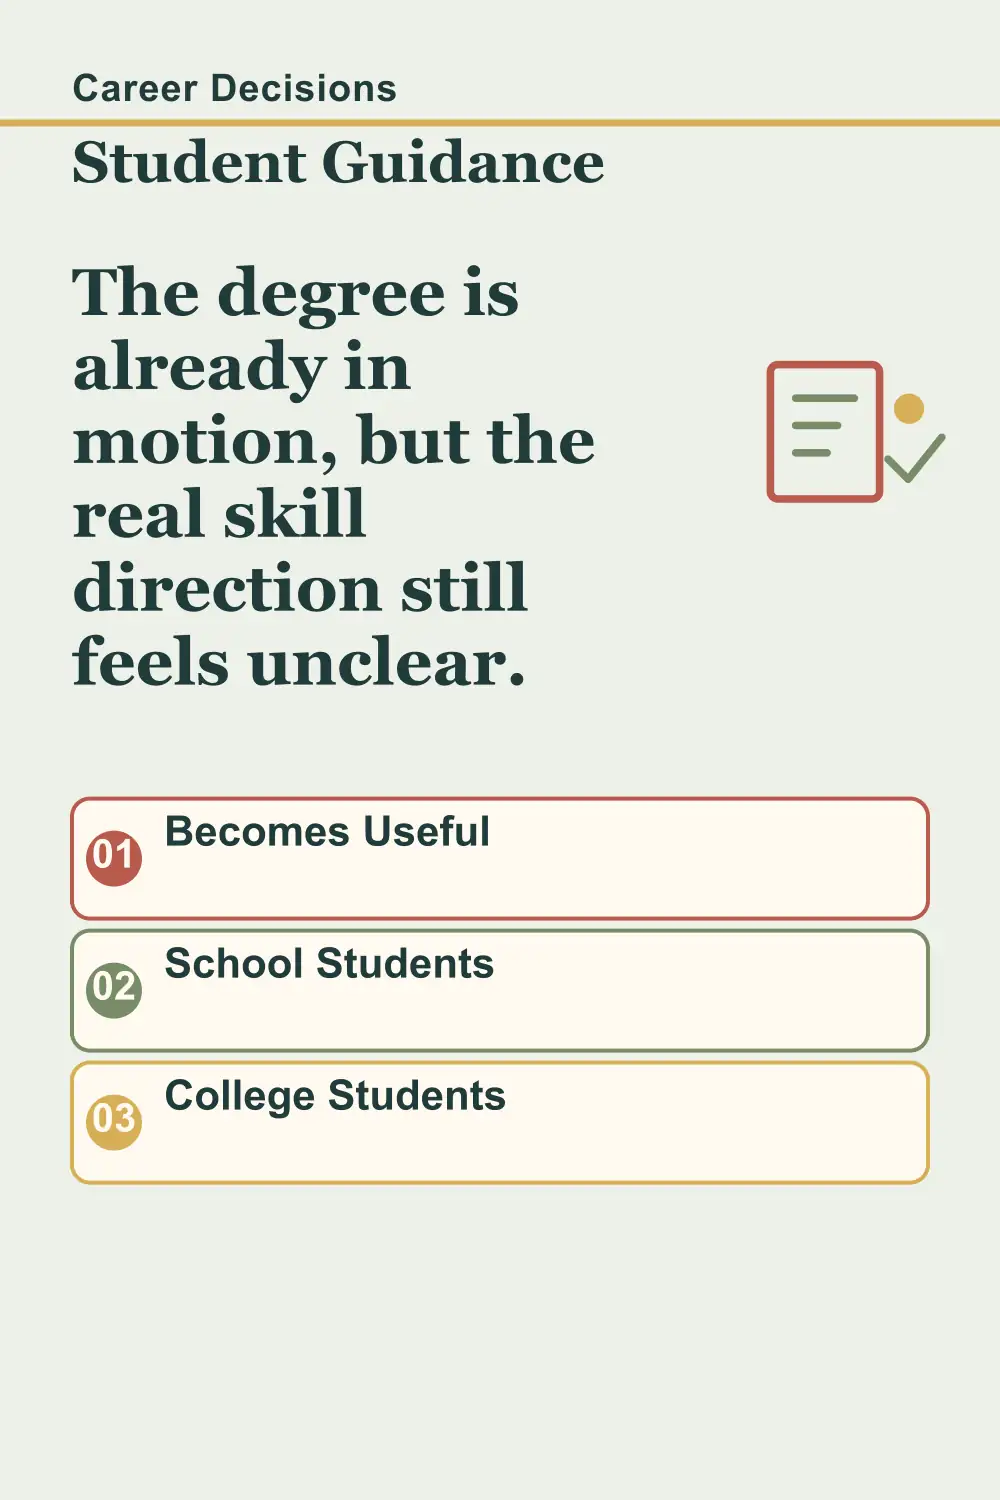 Career Decisions
Student Guidance
The degree is
already in
motion, but the
real skill
direction still
feels unclear.
01 Becomes Useful
02 School Students
03 College Students